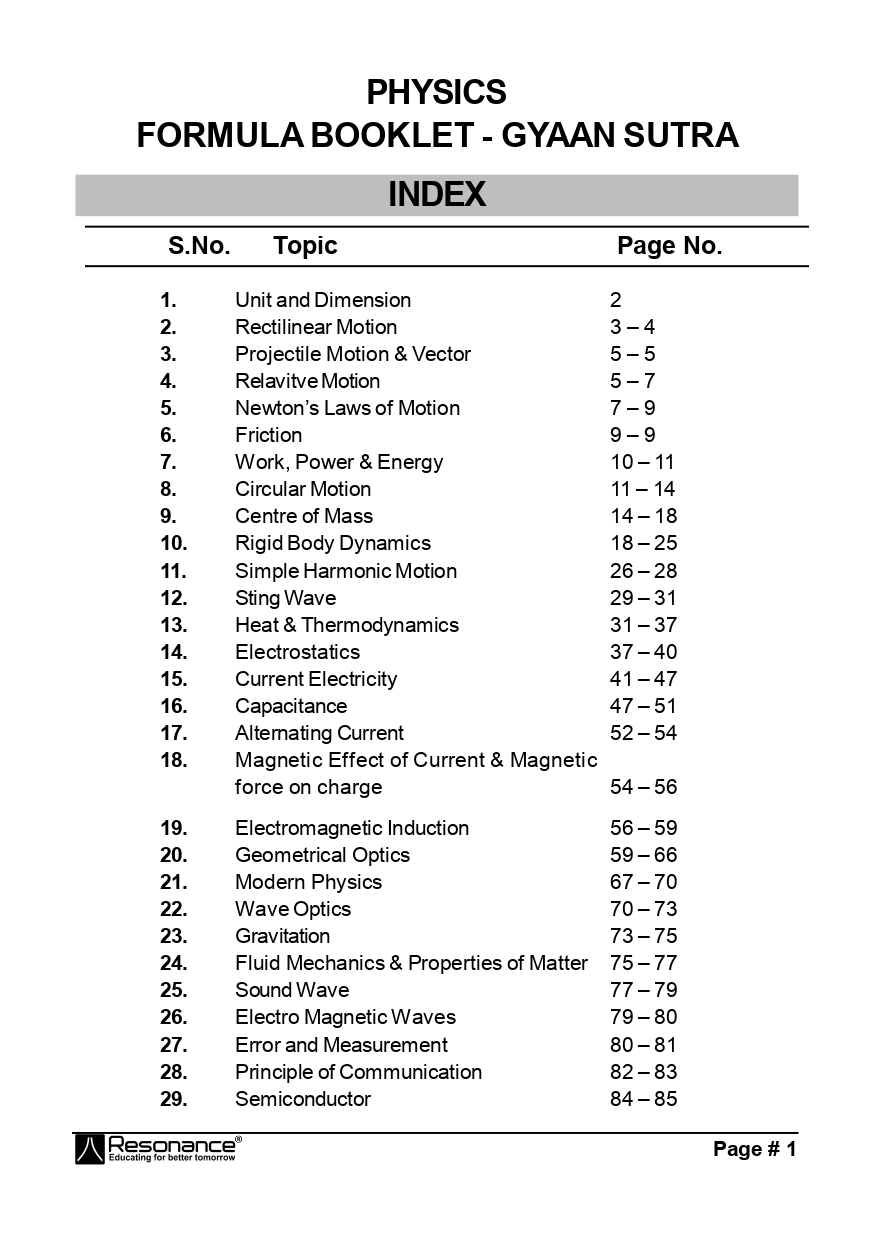 PHYSICS
FORMULA BOOKLET - GYAAN SUTRA
INDEX
S.No. Topic Page No.
1. Unit and Dimension 2
2. Rectilinear Motion 3 – 4
3. Projectile Motion & Vector 5 – 5
4. Relavitve Motion 5 – 7
5. Newton's Laws of Motion 7 – 9
6. Friction 9 – 9
7. Work, Power & Energy 10 – 11
8. Circular Motion 11 – 14
9. Centre of Mass 14 – 18
10. Rigid Body Dynamics 18 – 25
11. Simple Harmonic Motion 26 – 28
12. Sting Wave 29 – 31
13. Heat & Thermodynamics 31 – 37
14. Electrostatics 37 – 40
15. Current Electricity 41 – 47
16. Capacitance 47 – 51
17. Alternating Current 52 – 54
18. Magnetic Effect of Current & Magnetic
force on charge 54 – 56
19. Electromagnetic Induction 56 – 59
20. Geometrical Optics 59 – 66
21. Modern Physics 67 – 70
22. Wave Optics 70 – 73
23. Gravitation 73 – 75
24. Fluid Mechanics & Properties of Matter 75 – 77
25. Sound Wave 77 – 79
26. Electro Magnetic Waves 79 – 80
27. Error and Measurement 80 – 81
28. Principle of Communication 82 – 83
29. Semiconductor 84 – 85
Resonance®
Educating for better tomorrow
Page # 1